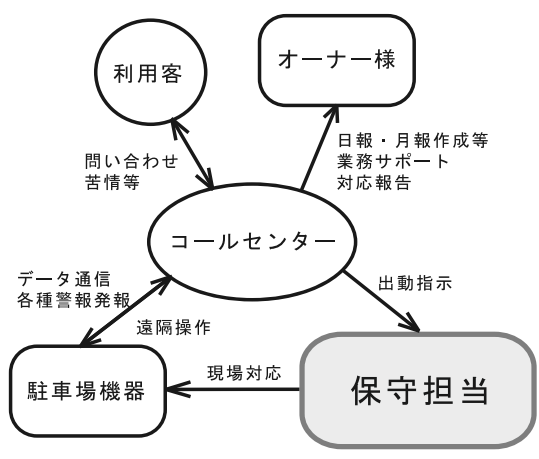 利用客
オーナー様
問い合わせ
苦情等
日報・月報作成等
業務サポート
対応報告
コールセンター
データ通信
各種警報発報
遠隔操作
出動指示
駐車場機器
現場対応
保守担当